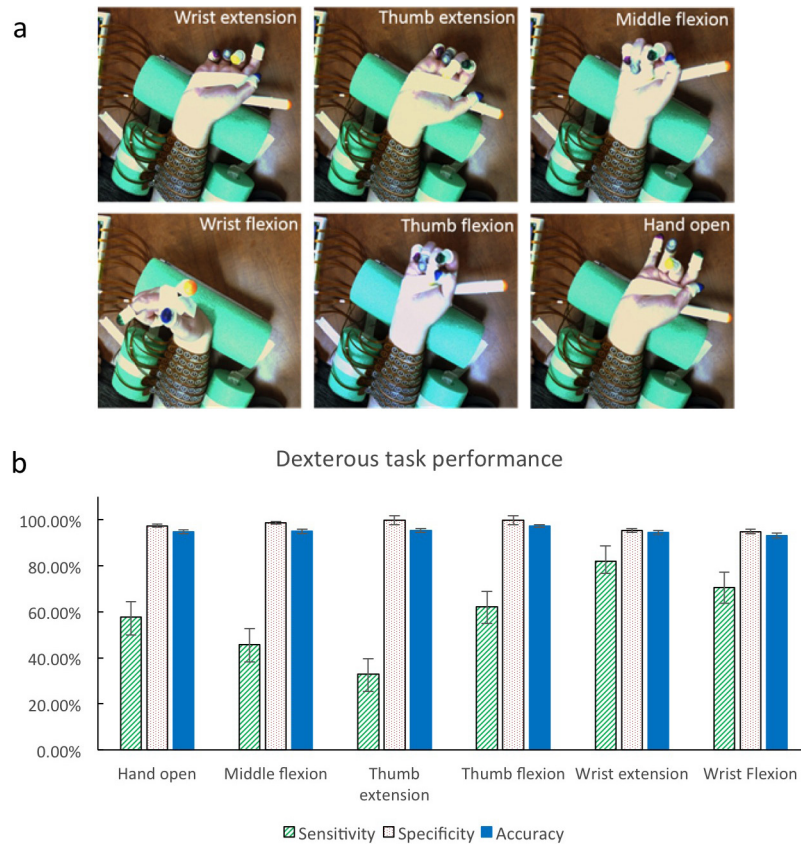 a
Wrist extension
Thumb extension
Middle flexion
Wrist flexion
Thumb flexion
Hand open
b
Dexterous task performance
100.00%
80.00%
60.00%
40.00%
20.00%
0.00%
Hand open
Middle flexion
Thumb
extension
Thumb flexion
Wrist extension
Wrist Flexion
Sensitivity
Specificity
Accuracy